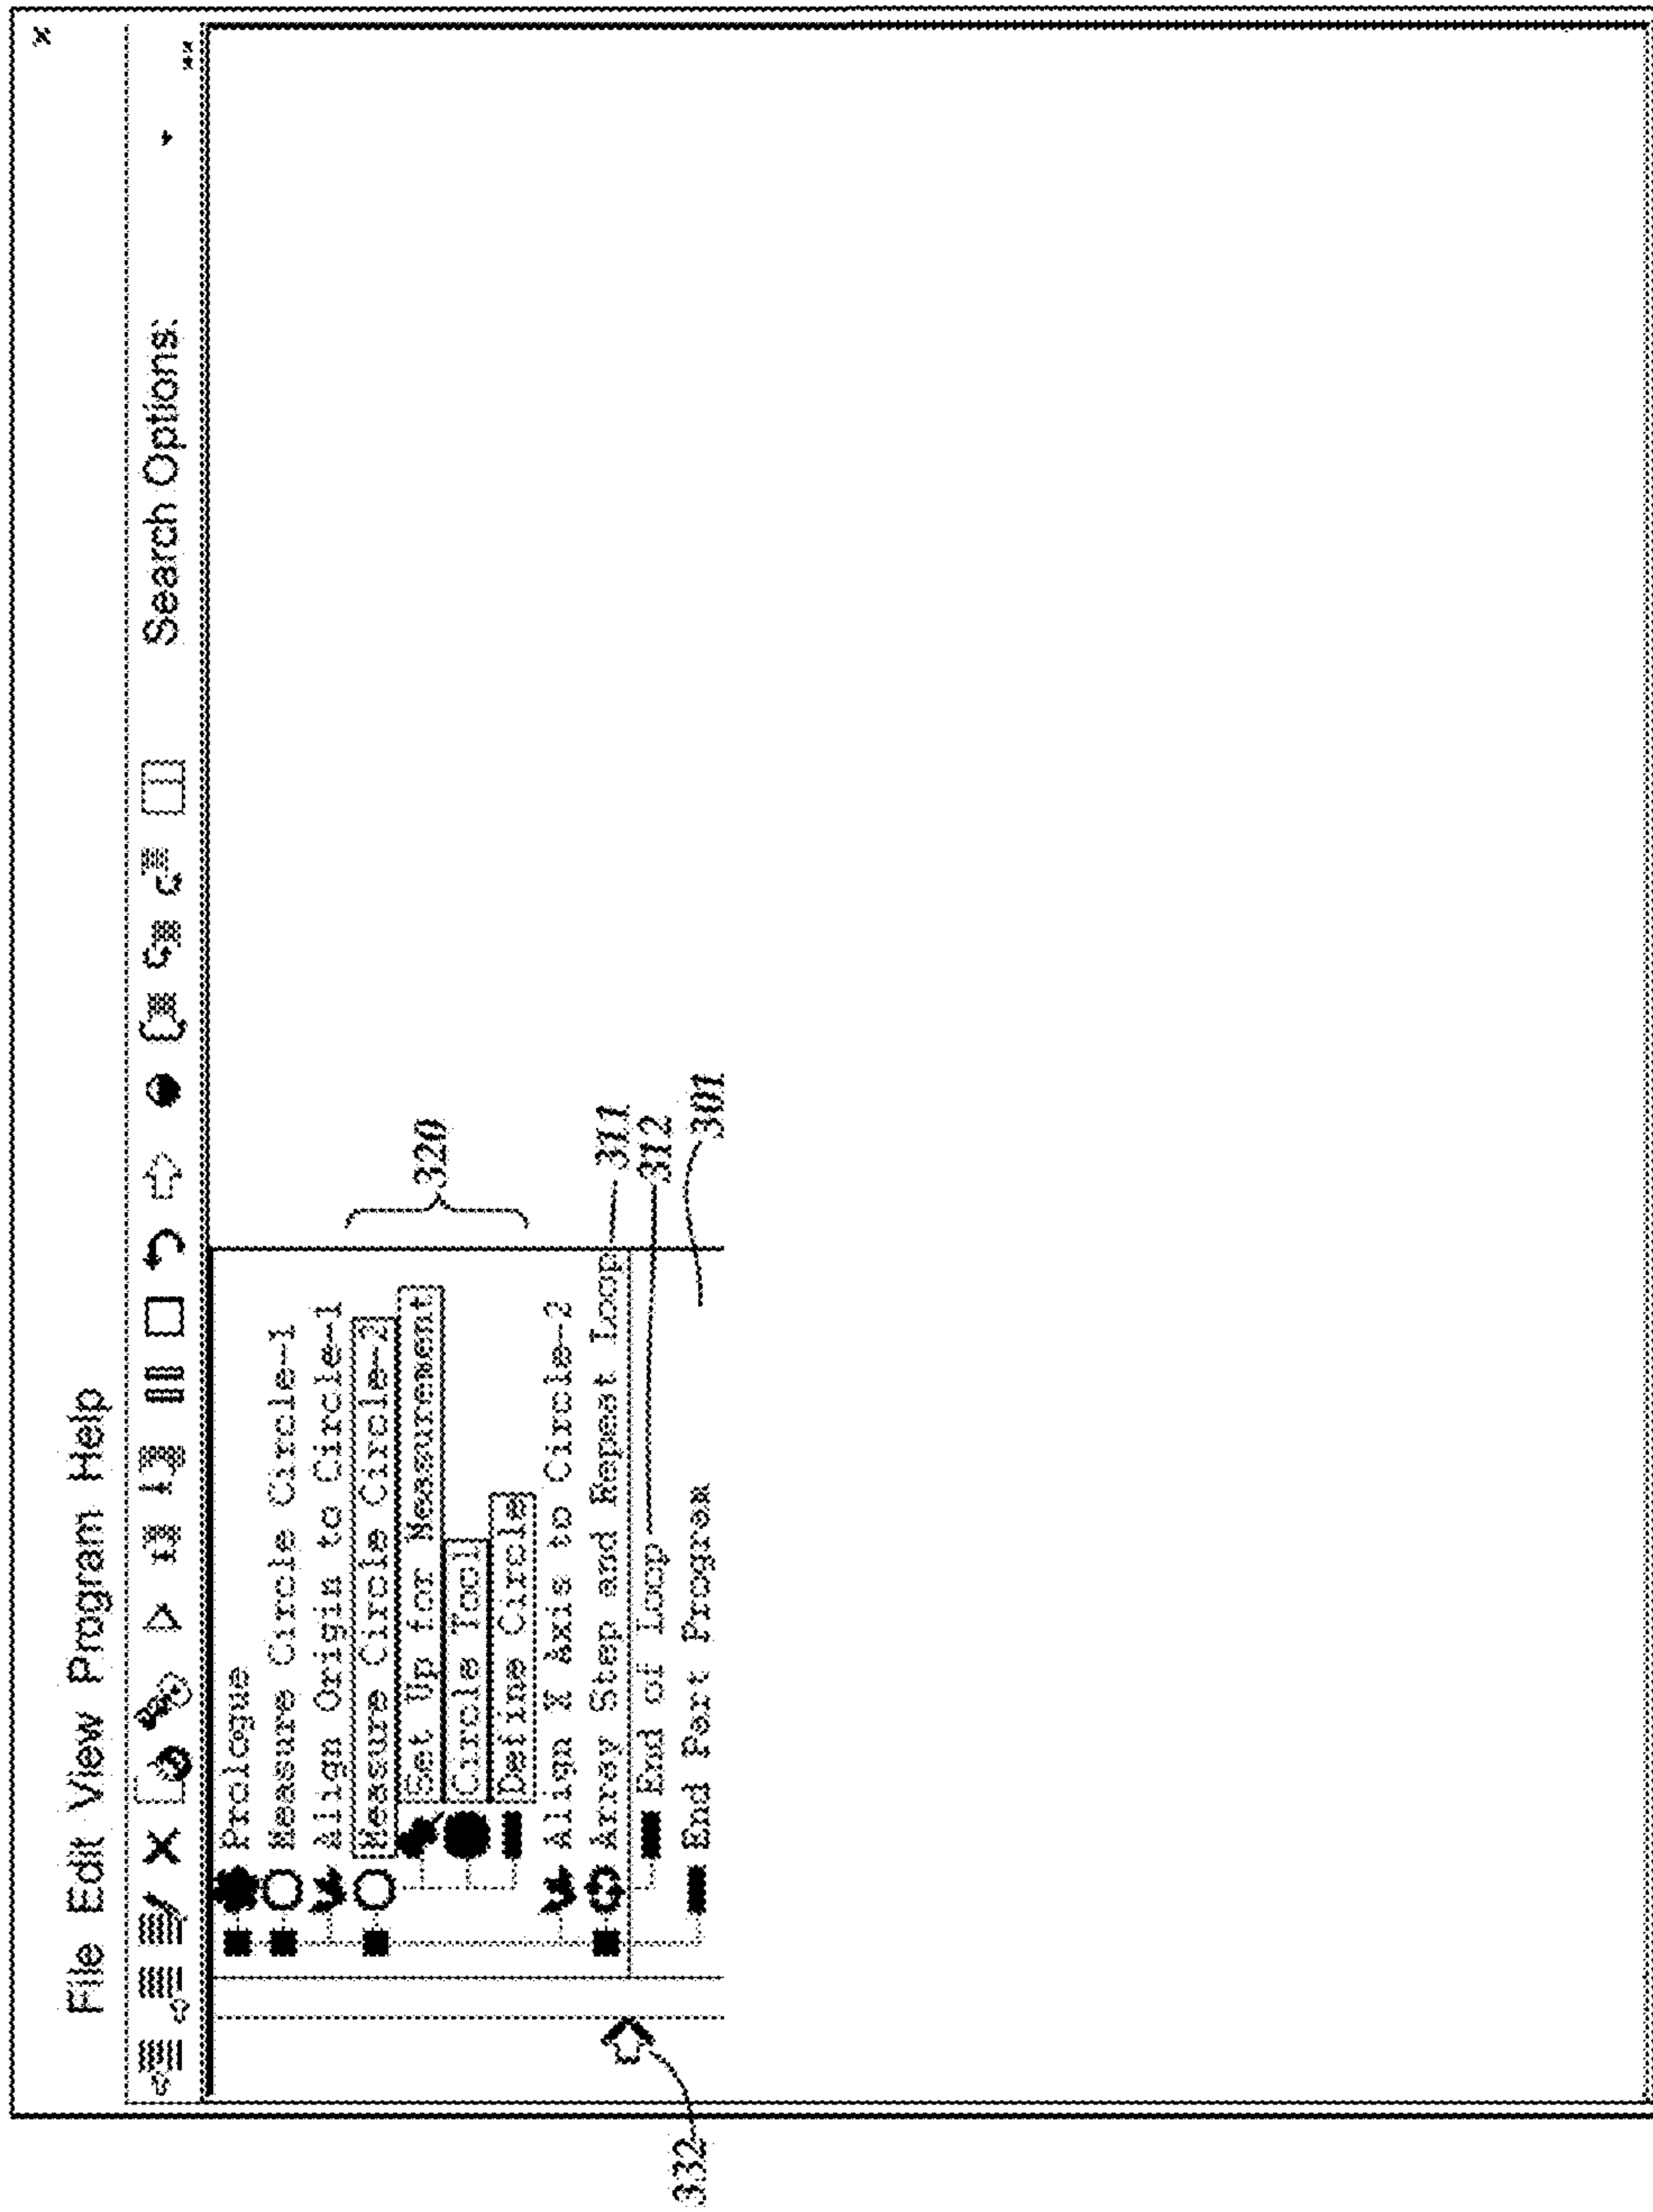 File Edit View Program Help
Search Options:
Prologue
Measure Circle Circle-1
Align Origin to Circle-1
Measure Circle Circle-2
Set Up for Measurement
Circle Tool
Define Circle
320
Align X Axis to Circle-2
Array Step and Repeat Loop
311
End of Loop
312
End Part Program
301
332